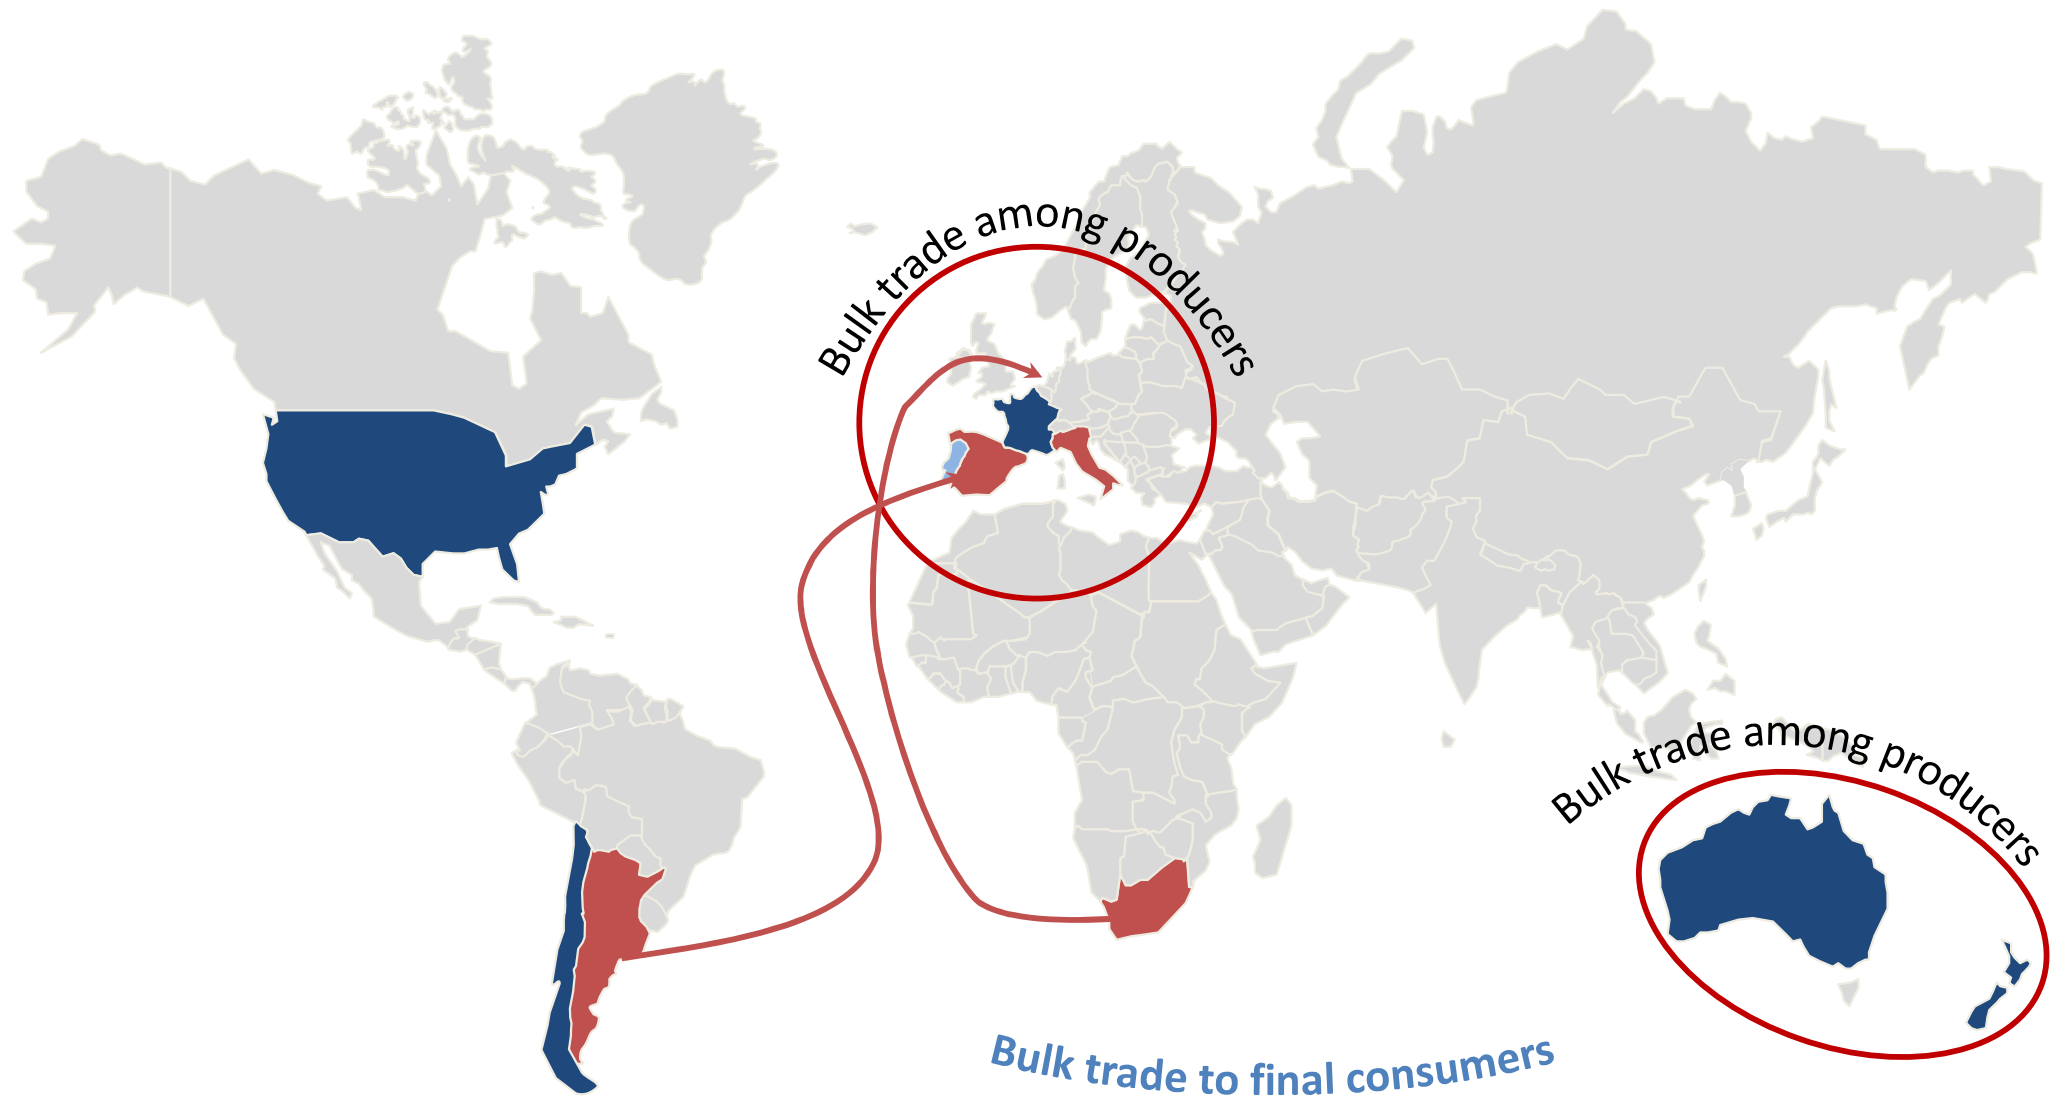 Bulk trade among producers
Bulk trade among producers
Bulk trade to final consumers